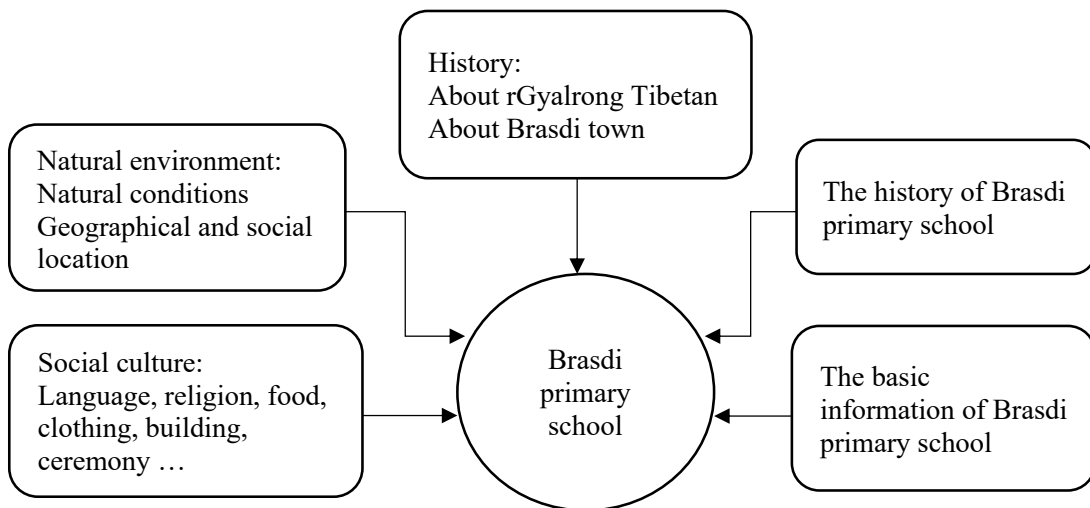 History:
About rGyalrong Tibetan
About Brasdi town
Natural environment:
Natural conditions
Geographical and social
location
The history of Brasdi
primary school
Social culture:
Language, religion, food,
clothing, building,
ceremony …
Brasdi
primary
school
The basic
information of Brasdi
primary school